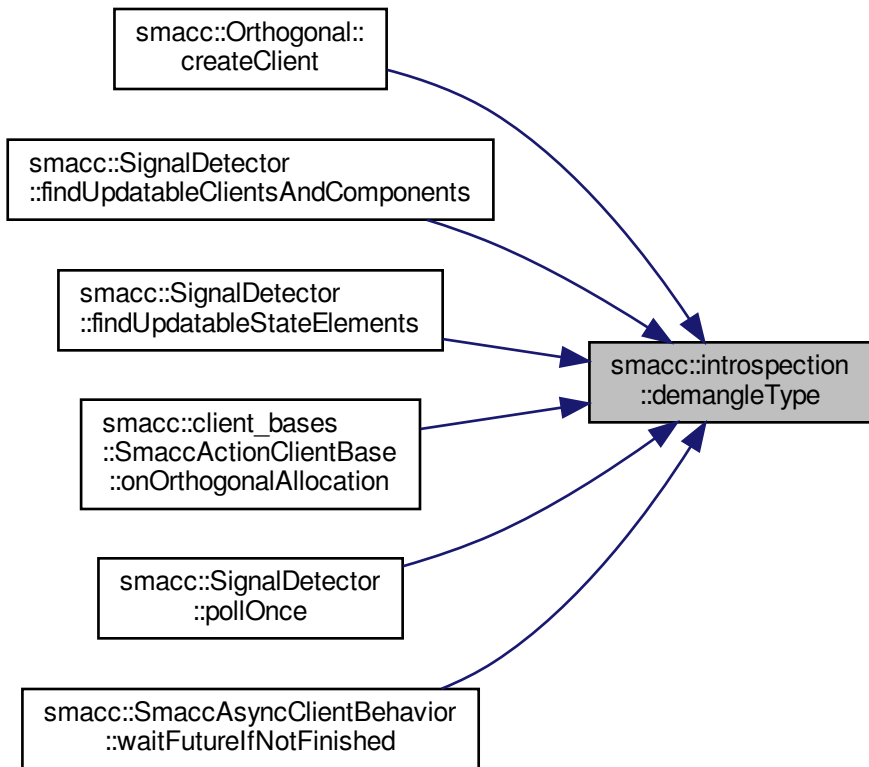 smacc::Orthogonal::
createClient
smacc::SignalDetector
::findUpdatableClientsAndComponents
smacc::SignalDetector
::findUpdatableStateElements
smacc::introspection
::demangleType
smacc::client_bases
::SmaccActionClientBase
::onOrthogonalAllocation
smacc::SignalDetector
::pollOnce
smacc::SmaccAsyncClientBehavior
::waitFutureIfNotFinished